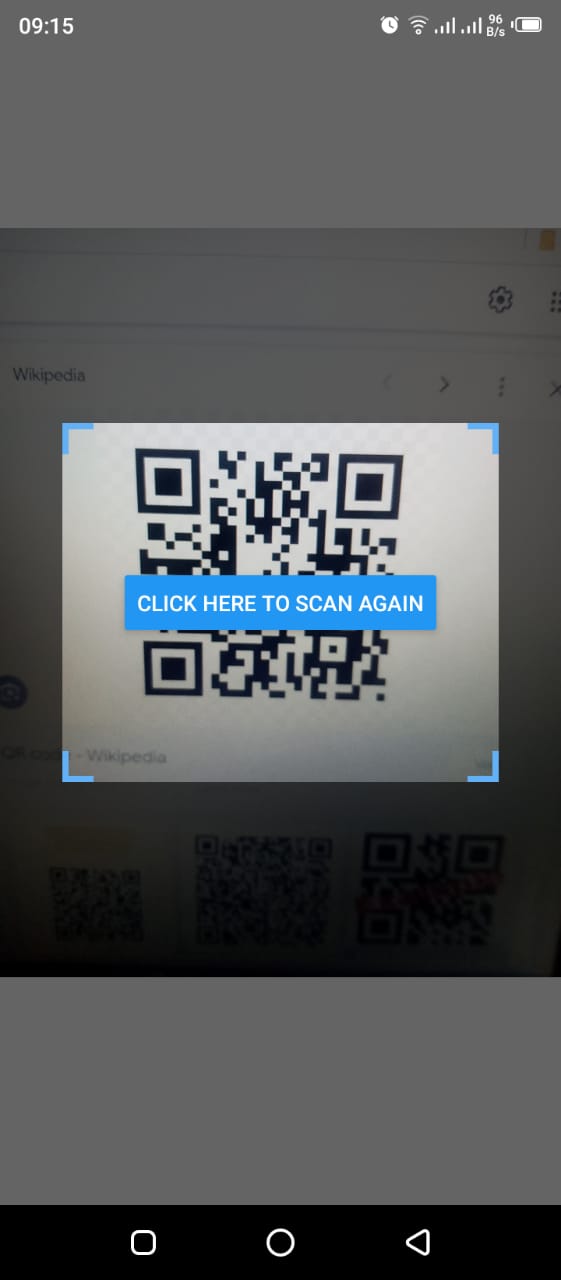 09:15
96
B/s
Wikipedia
CLICK HERE TO SCAN AGAIN
QR code - Wikipedia